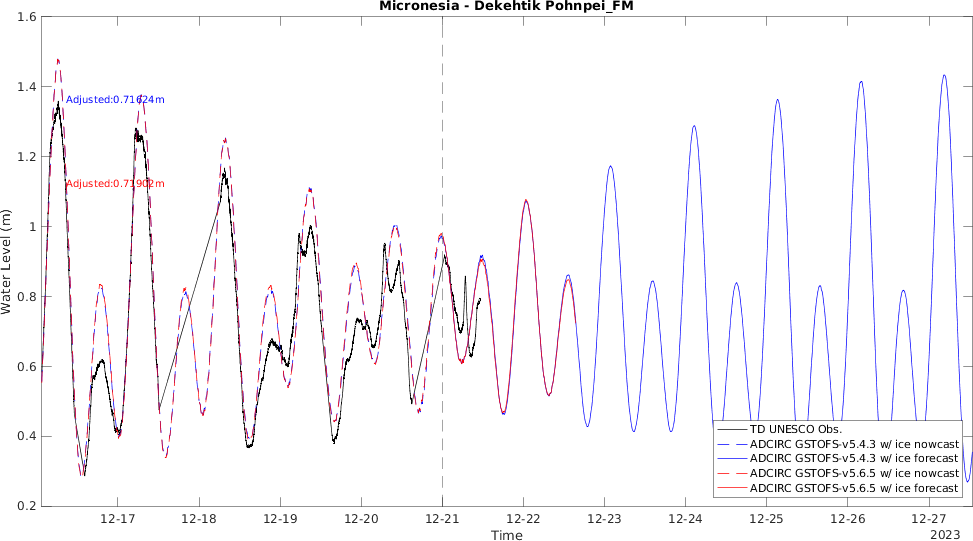 Micronesia - Dekehtik Pohnpei_FM
Water Level (m)
1.6
1.4
1.2
1
0.8
0.6
0.4
0.2
Adjusted:0.71624m
Adjusted:0.71902m
TD UNESCO Obs.
ADCIRC GSTOFS-v5.4.3 w/ ice nowcast
ADCIRC GSTOFS-v5.4.3 w/ ice forecast
ADCIRC GSTOFS-v5.6.5 w/ ice nowcast
ADCIRC GSTOFS-v5.6.5 w/ ice forecast
12-17 12-18 12-19 12-20 12-21 12-22 12-23 12-24 12-25 12-26 12-27
Time
2023